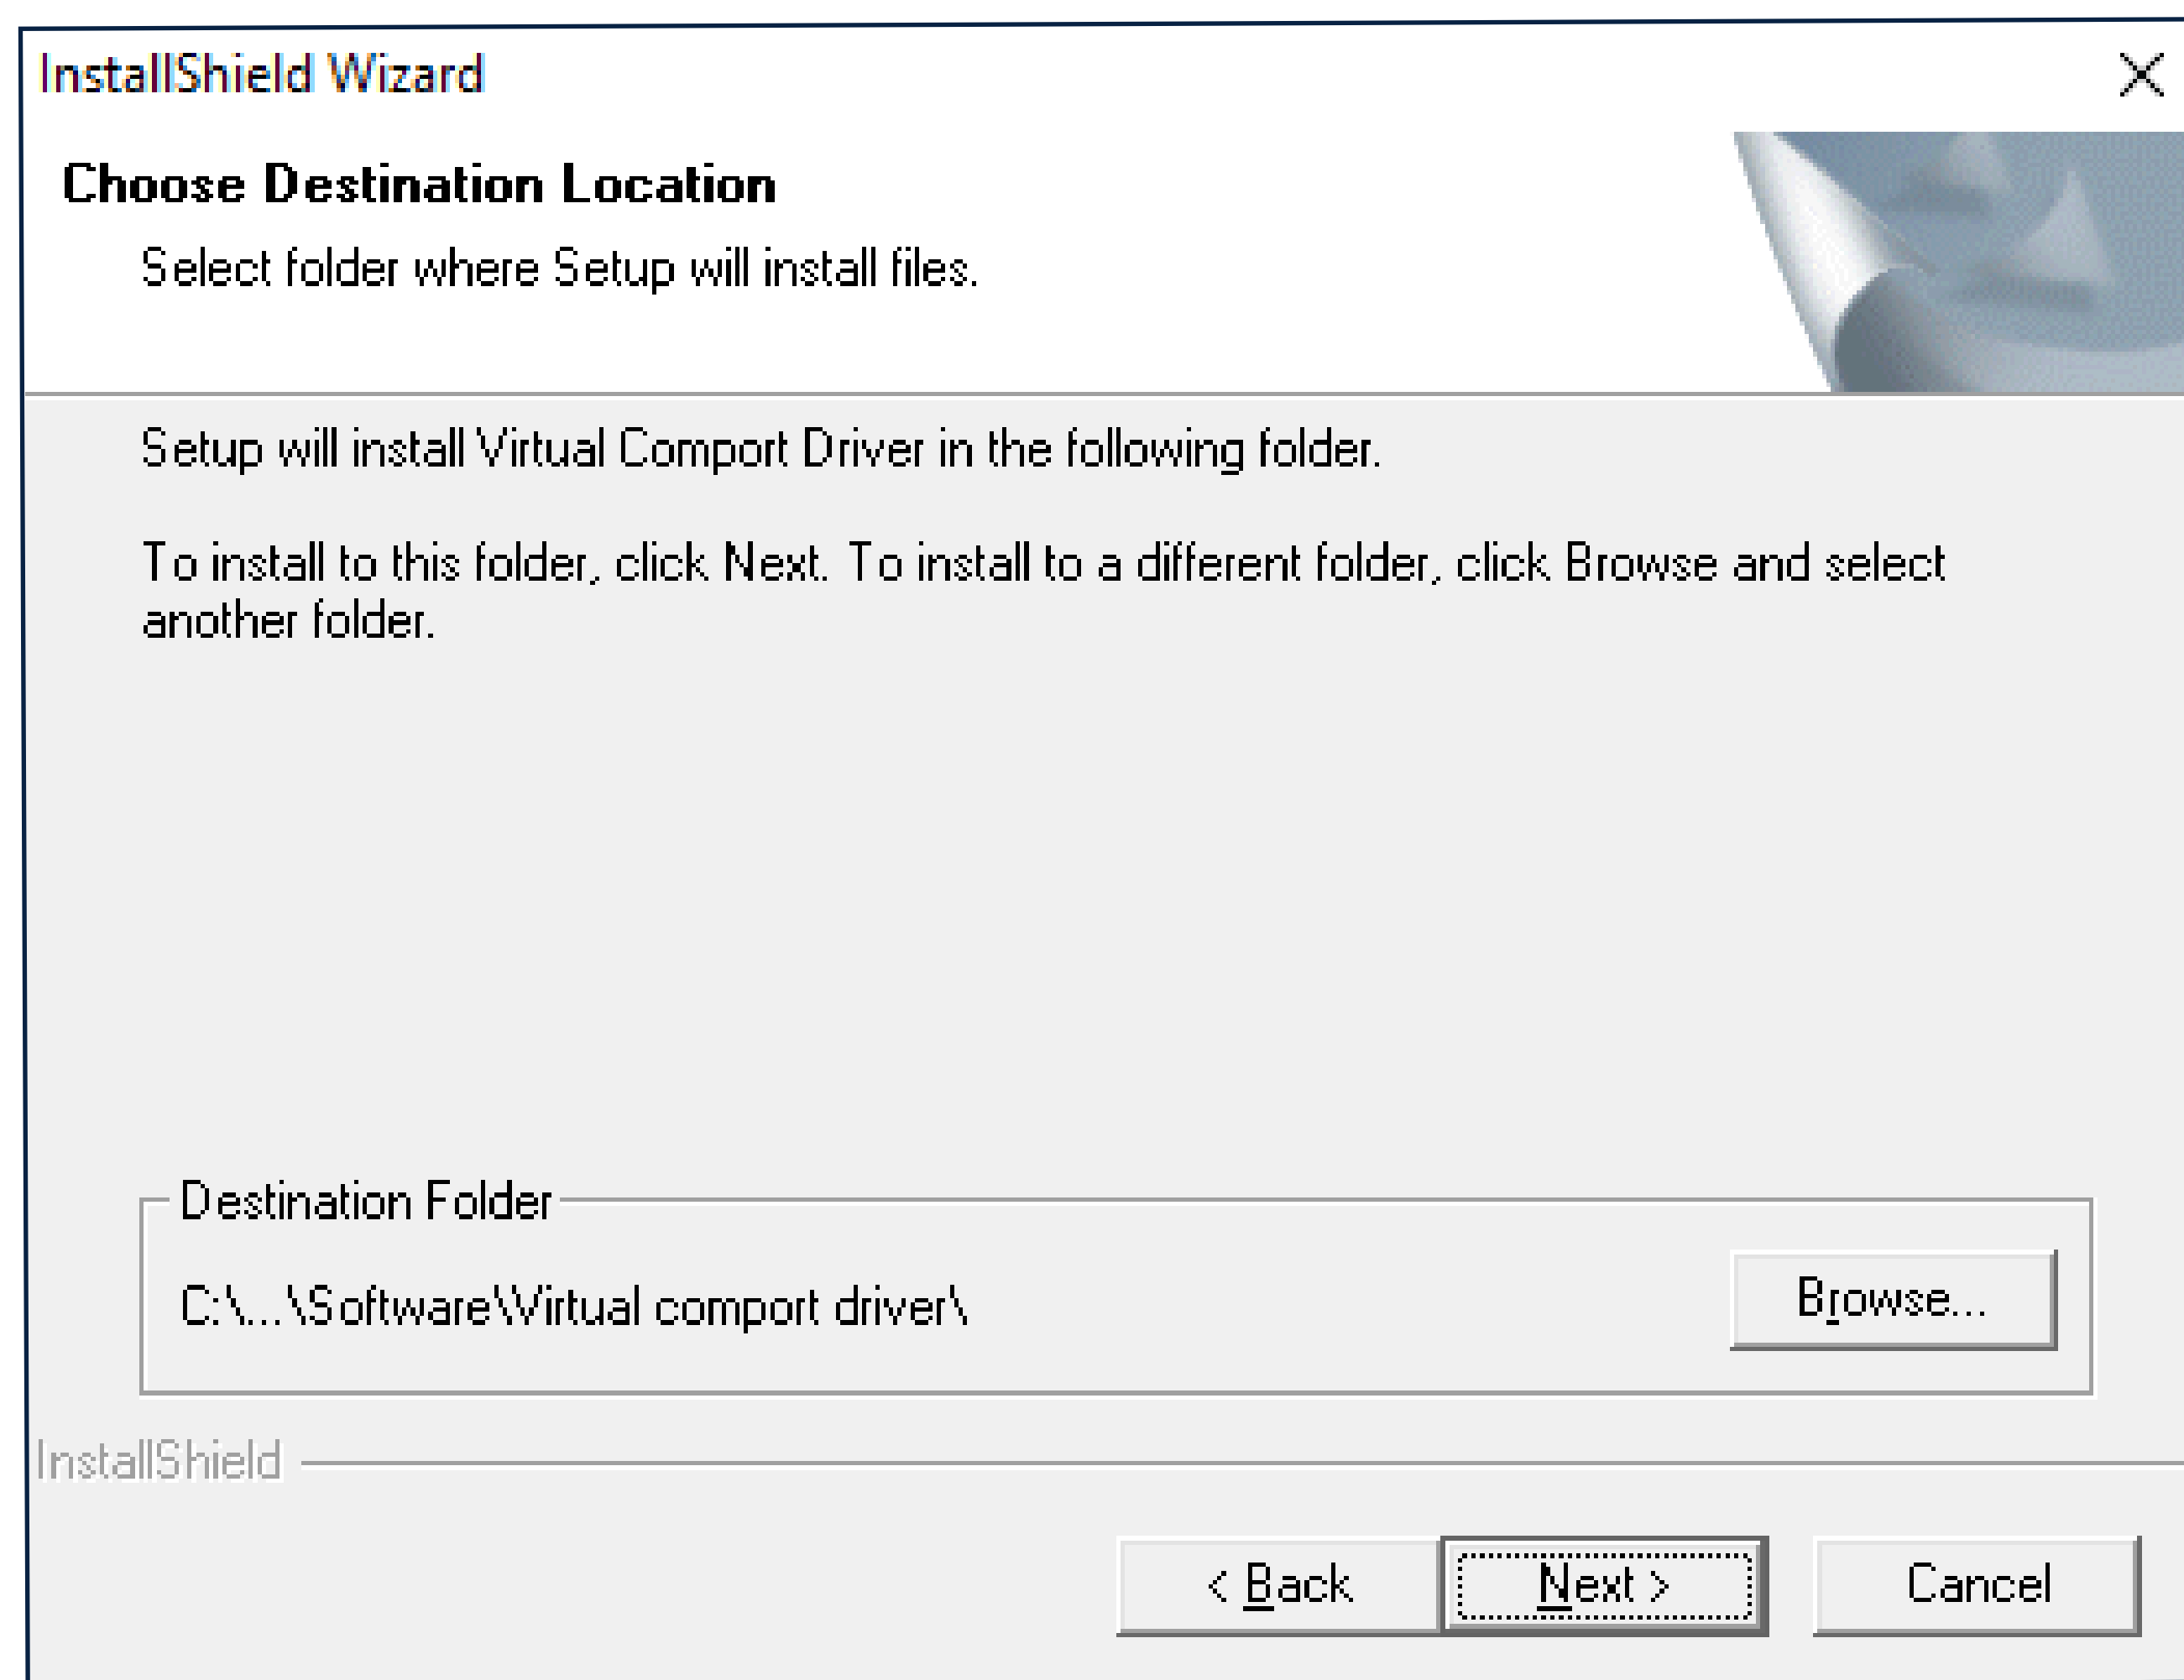 InstallShield Wizard
Choose Destination Location
Select folder where Setup will install files.
Setup will install Virtual Comport Driver in the following folder.
To install to this folder, click Next. To install to a different folder, click Browse and select
another folder.
Destination Folder
C:\...\Software\Virtual comport driver\
Browse...
InstallShield
< Back
Next >
Cancel